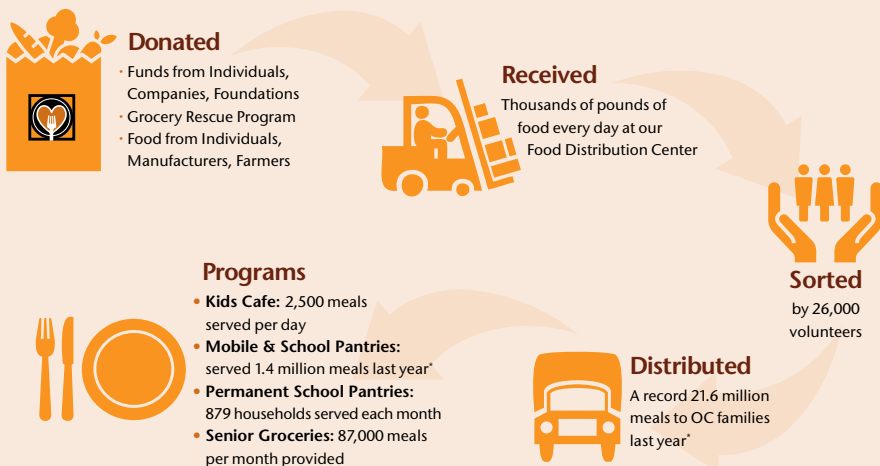 Donated
· Funds from Individuals,
Companies, Foundations
· Grocery Rescue Program
· Food from Individuals,
Manufacturers, Farmers
Received
Thousands of pounds of
food every day at our
Food Distribution Center
Sorted
by 26,000
volunteers
Distributed
A record 21.6 million
meals to OC families
last year*
Programs
• Kids Cafe: 2,500 meals
served per day
• Mobile & School Pantries:
served 1.4 million meals last year*
• Permanent School Pantries:
879 households served each month
• Senior Groceries: 87,000 meals
per month provided